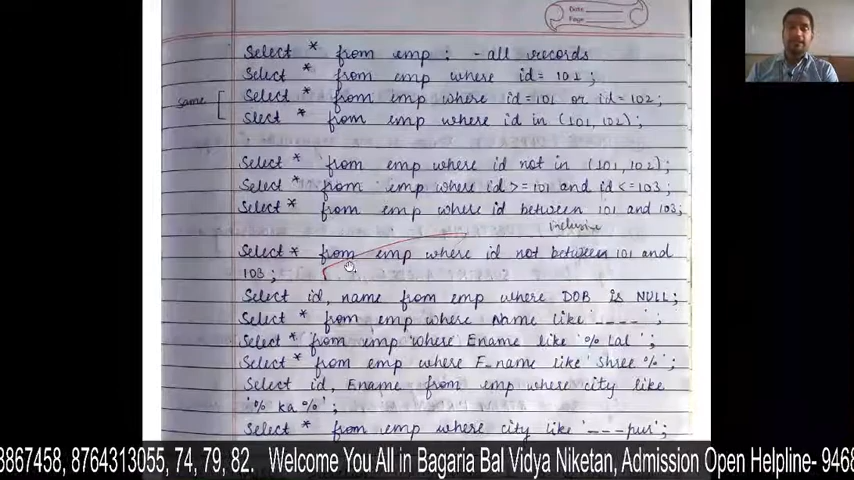 Date:
Page
Select * from emp ; - all records
Select * from emp where id = 101 ;
same
Select * from emp where id=101 or id=102 ;
Slect * from emp where id in (101, 102) ;
Select * from emp where id not in (101, 102) ;
Select * from emp where id >= 101 and id <= 103 ;
Select * from emp where id between 101 and 103 ;
inclusive
Select * from emp where id not between 101 and
103 ;
Select id, name from emp where DOB is NULL ;
Select * from emp where Name like '____' ;
Select * from emp where Ename like '% Lal' ;
Select * from emp where E_name like 'Shree %' ;
Select id, Ename from emp where city like
'% ka %' ;
Select * from emp where city like '___pur' ;
3867458, 8764313055, 74, 79, 82. Welcome You All in Bagaria Bal Vidya Niketan, Admission Open Helpline- 9468